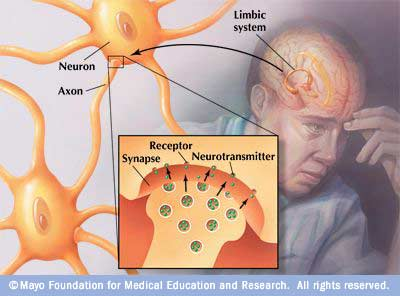 Limbic
system
Neuron
Axon
Receptor
Synapse
Neurotransmitter
© Mayo Foundation for Medical Education and Research. All rights reserved.